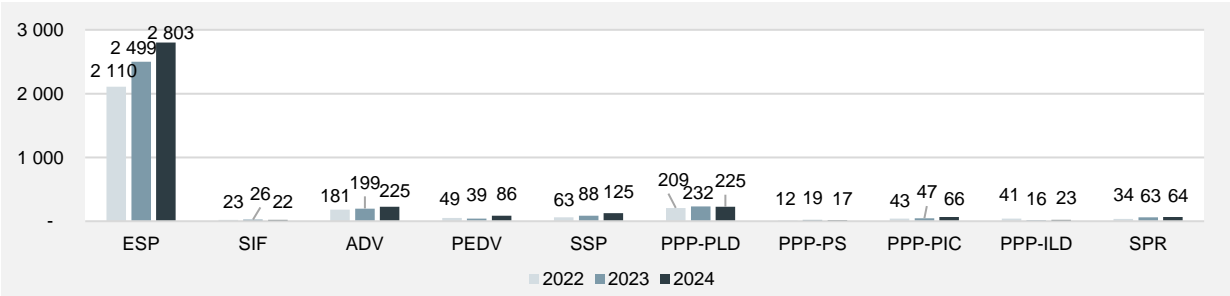 3 000
2 000
1 000
-
2 110 2 499 2 803
23 26 22
181 199 225
49 39 86
63 88 125
209 232 225
12 19 17
43 47 66
41 16 23
34 63 64
ESP SIF ADV PEDV SSP PPP-PLD PPP-PS PPP-PIC PPP-ILD SPR
2022 2023 2024